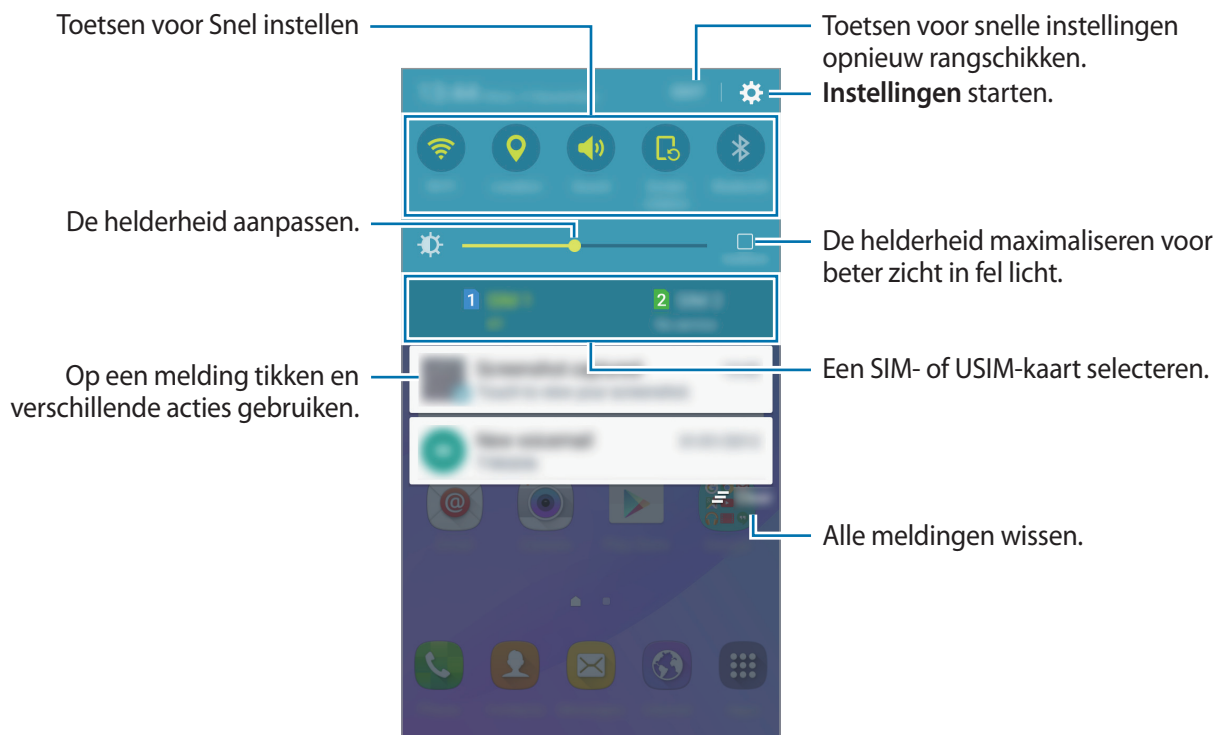 Toetsen voor Snel instellen
Toetsen voor snelle instellingen
opnieuw rangschikken.
Instellingen starten.
De helderheid aanpassen.
De helderheid maximaliseren voor
beter zicht in fel licht.
1
2
Een SIM- of USIM-kaart selecteren.
Op een melding tikken en
verschillende acties gebruiken.
Alle meldingen wissen.